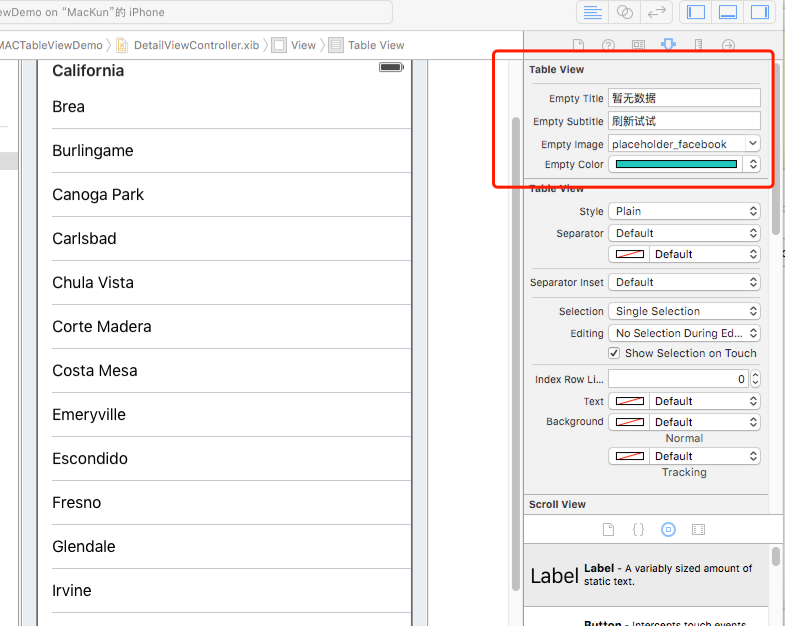 ewDemo on “MacKun”的 iPhone
MACTableViewDemo
DetailViewController.xib
View
Table View
California
Brea
Burlingame
Canoga Park
Carlsbad
Chula Vista
Corte Madera
Costa Mesa
Emeryville
Escondido
Fresno
Glendale
Irvine
Table View
Empty Title 暂无数据
Empty Subtitle 刷新试试
Empty Image placeholder_facebook
Empty Color
Table View
Style Plain
Separator Default
Default
Separator Inset Default
Selection Single Selection
Editing No Selection During Ed...
Show Selection on Touch
Index Row Li... 0
Text Default
Background Default
Normal
Default
Tracking
Scroll View
{ }
Label Label - A variably sized amount of
static text.
Button - Intercepts touch events